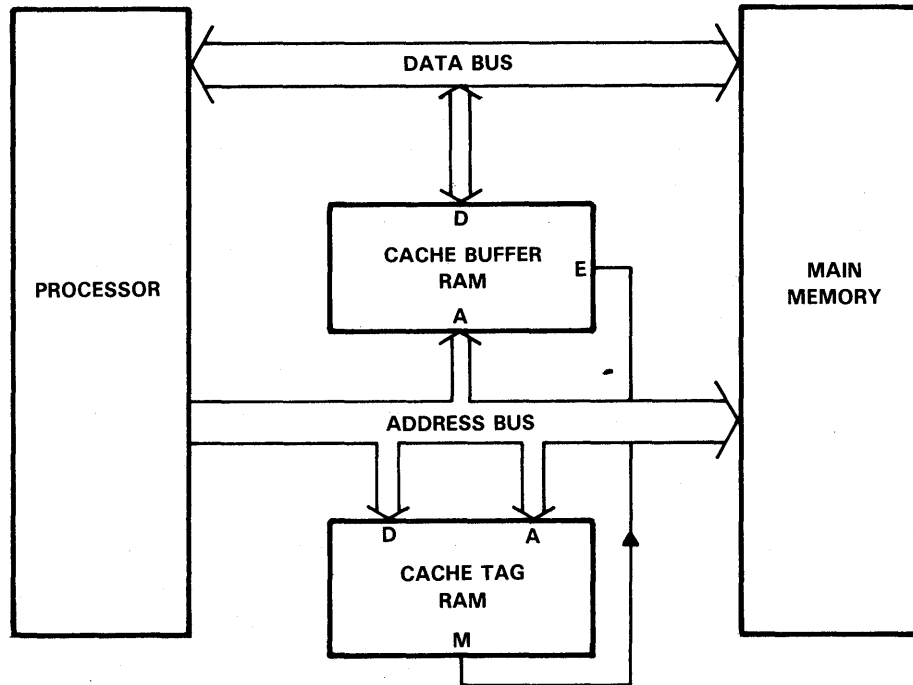 DATA BUS
D
CACHE BUFFER
RAM
E
A
PROCESSOR
MAIN
MEMORY
ADDRESS BUS
D
A
CACHE TAG
RAM
M